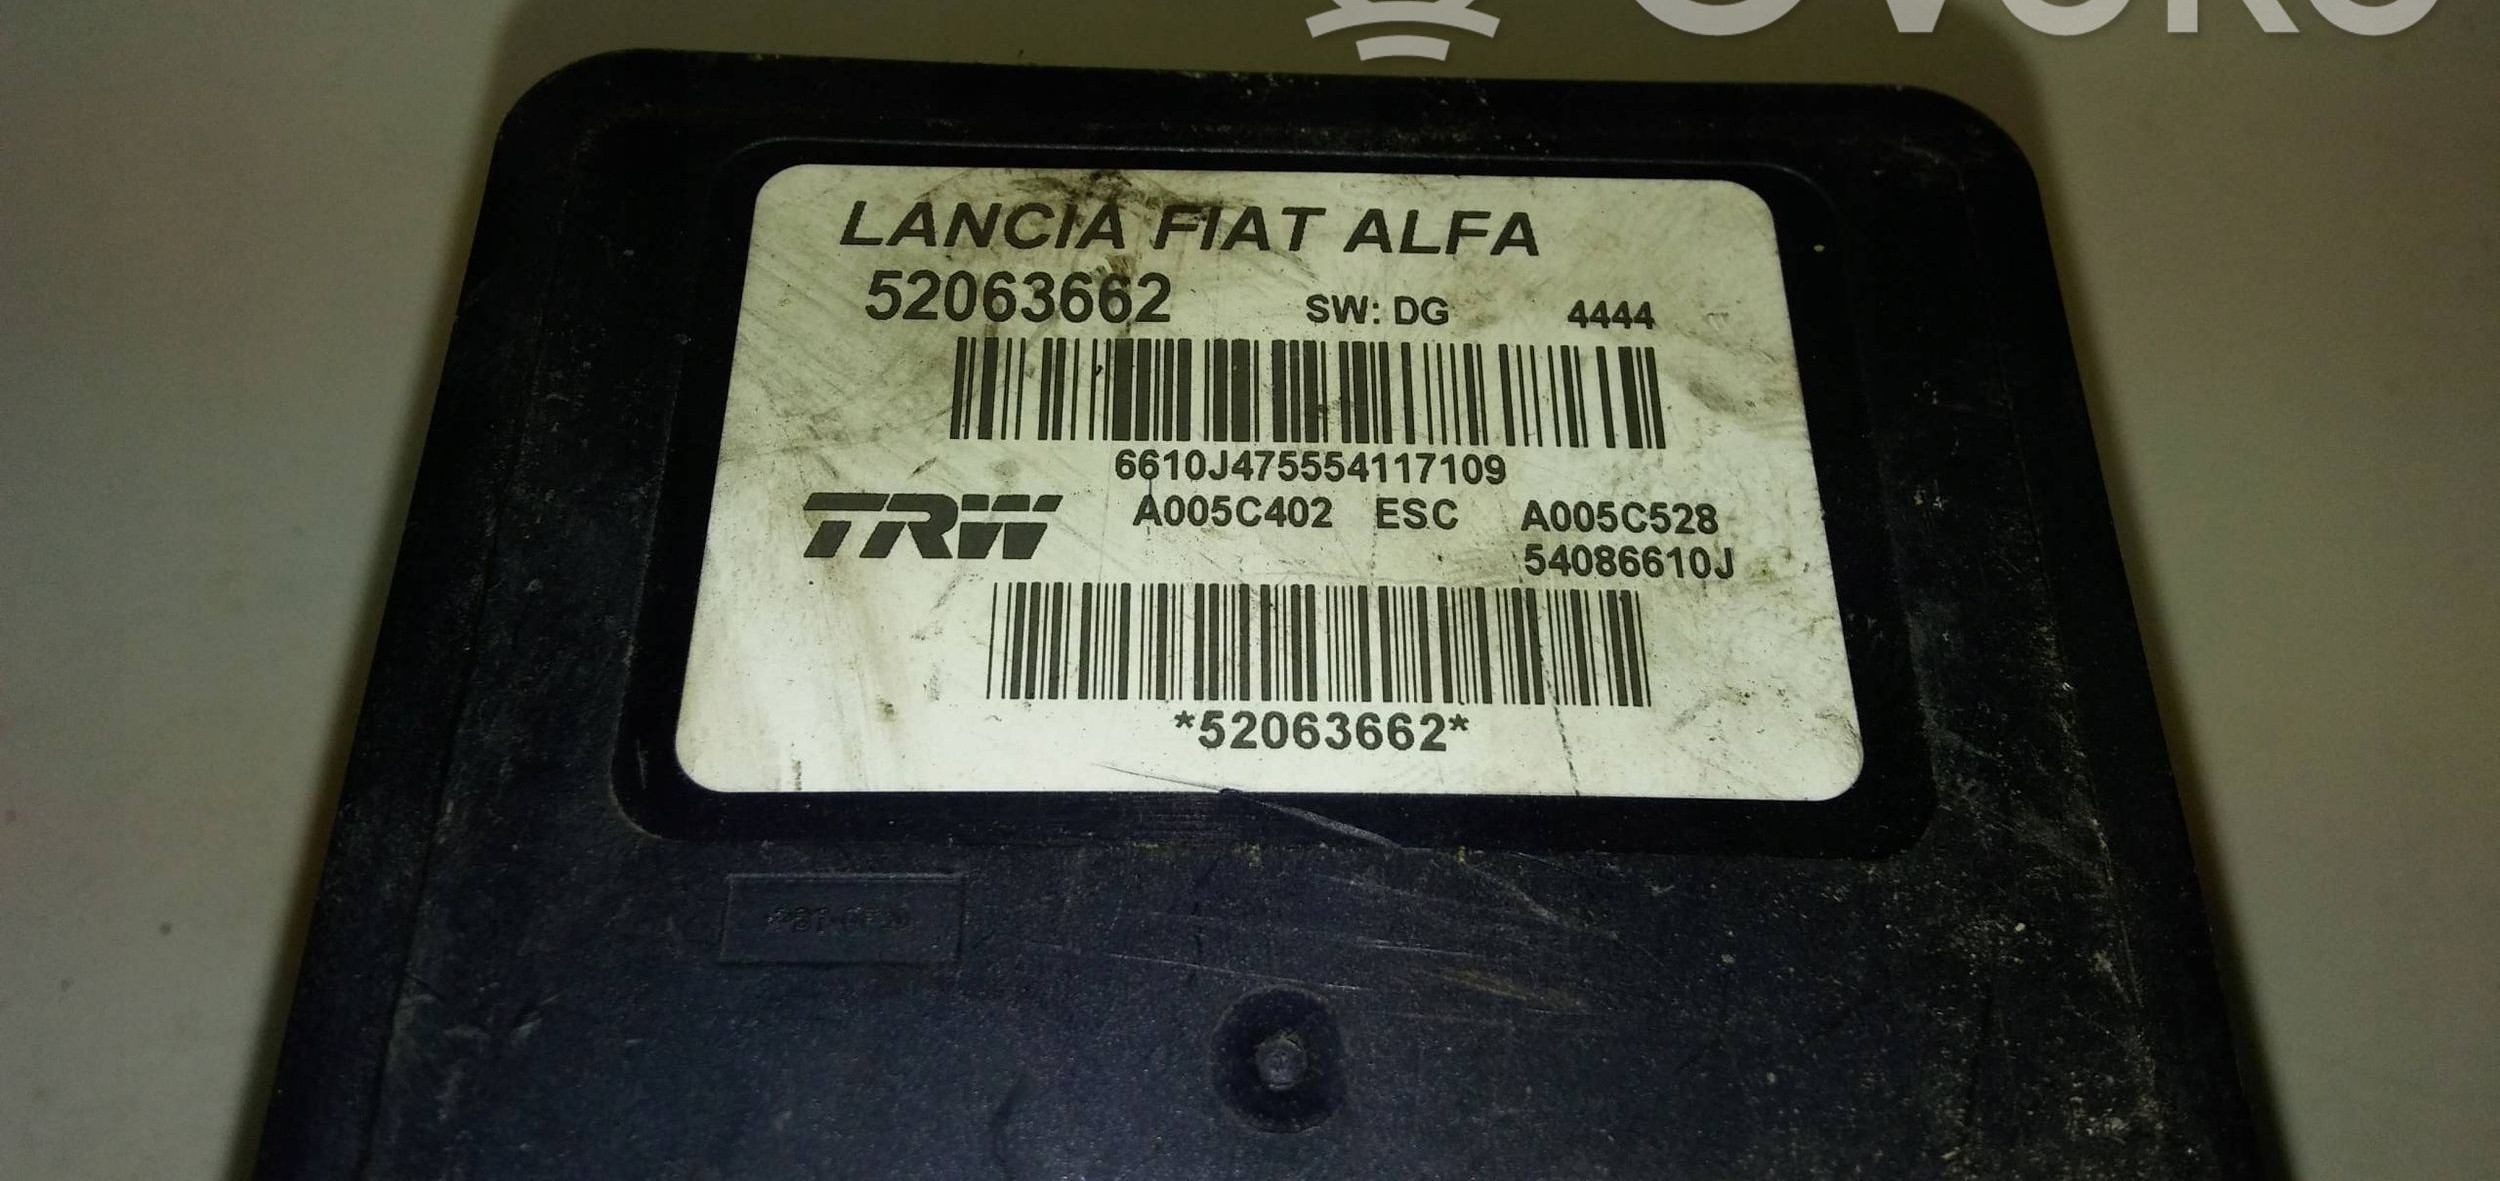 LANCIA FIAT ALFA
52063662 SW: DG 4444
6610J475554117109
TRW A005C402 ESC A005C528
54086610J
*52063662*